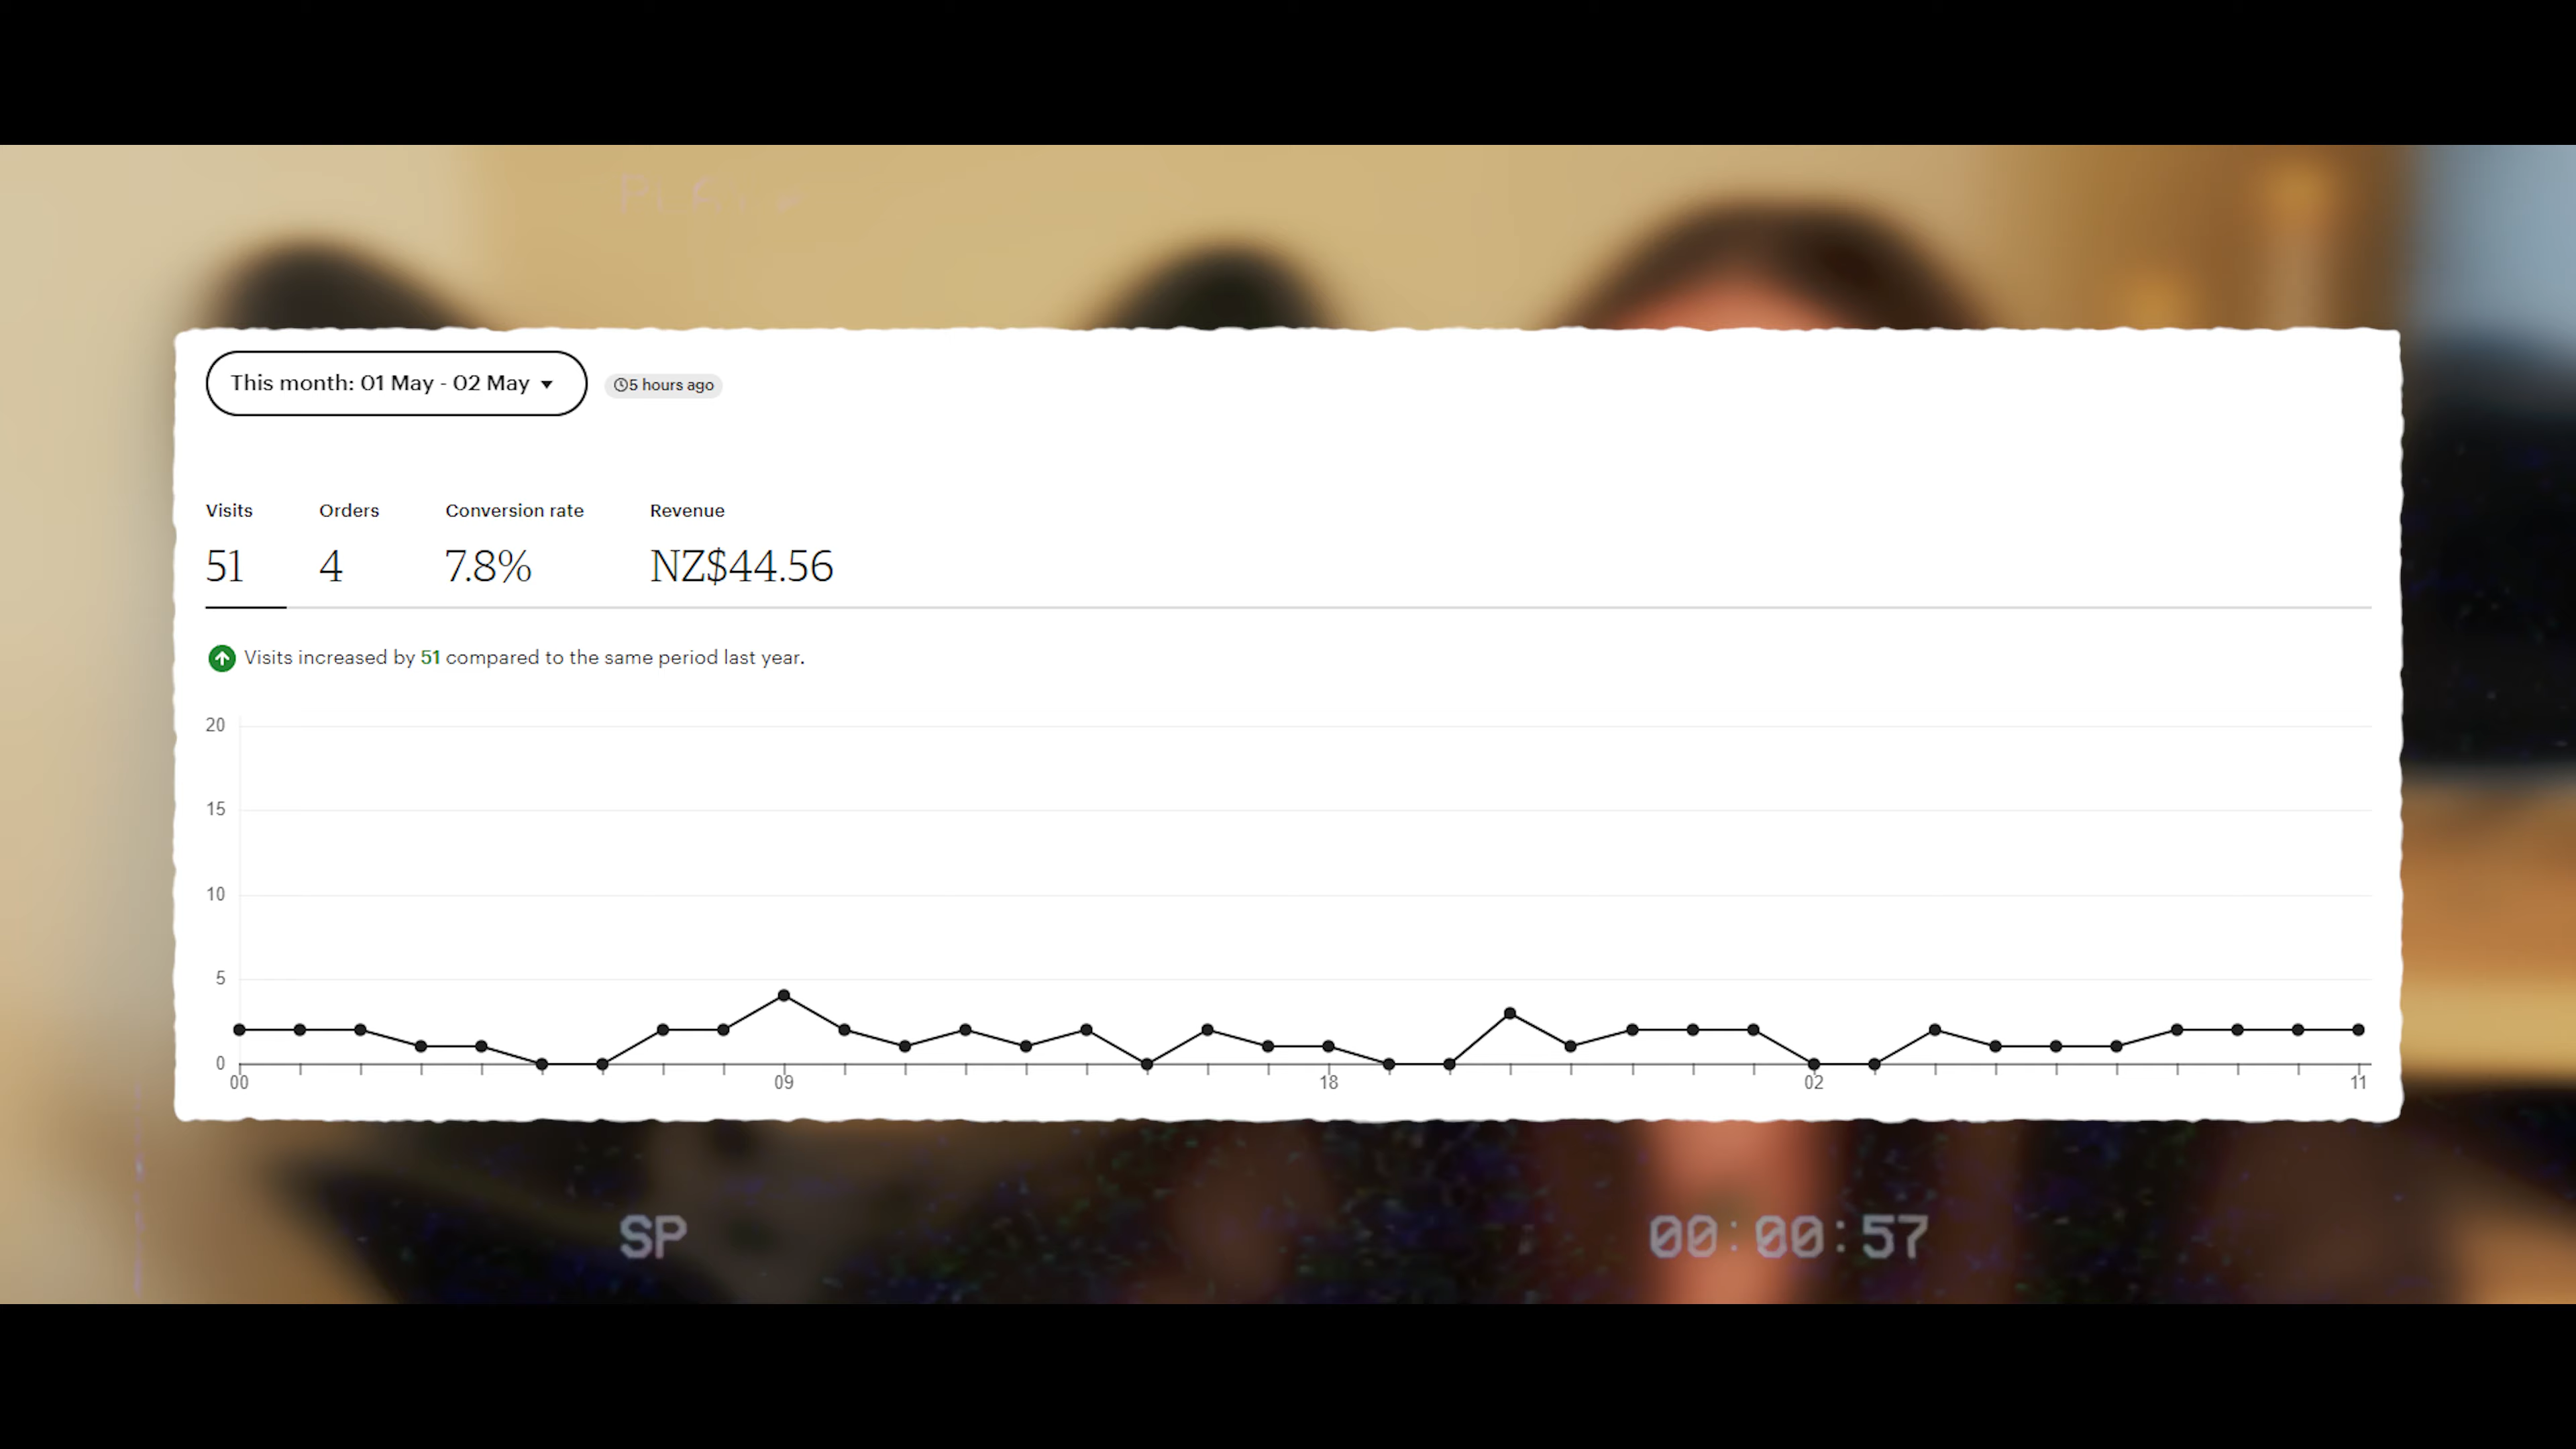 This month: 01 May - 02 May
5 hours ago
Visits Orders Conversion rate Revenue
51 4 7.8% NZ$44.56
Visits increased by 51 compared to the same period last year.
20
15
10
5
0
00 09 18 02 11
SP 00:00:57